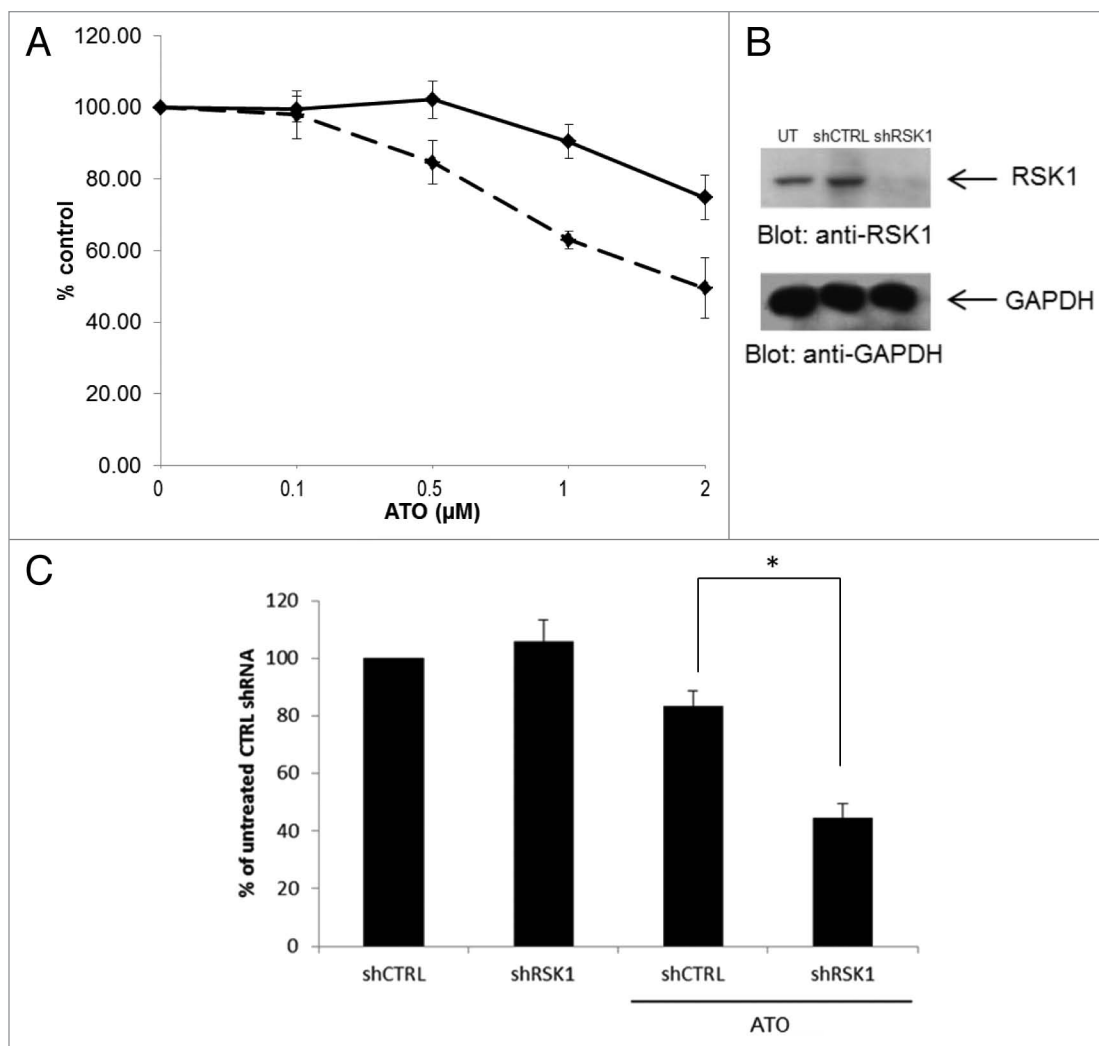 A
120.00
100.00
80.00
60.00
40.00
20.00
0.00
% control
0 0.1 0.5 1 2
ATO (µM)
B
UT shCTRL shRSK1
RSK1
Blot: anti-RSK1
GAPDH
Blot: anti-GAPDH
C
*
120
100
80
60
40
20
0
% of untreated CTRL shRNA
shCTRL shRSK1 shCTRL shRSK1
ATO